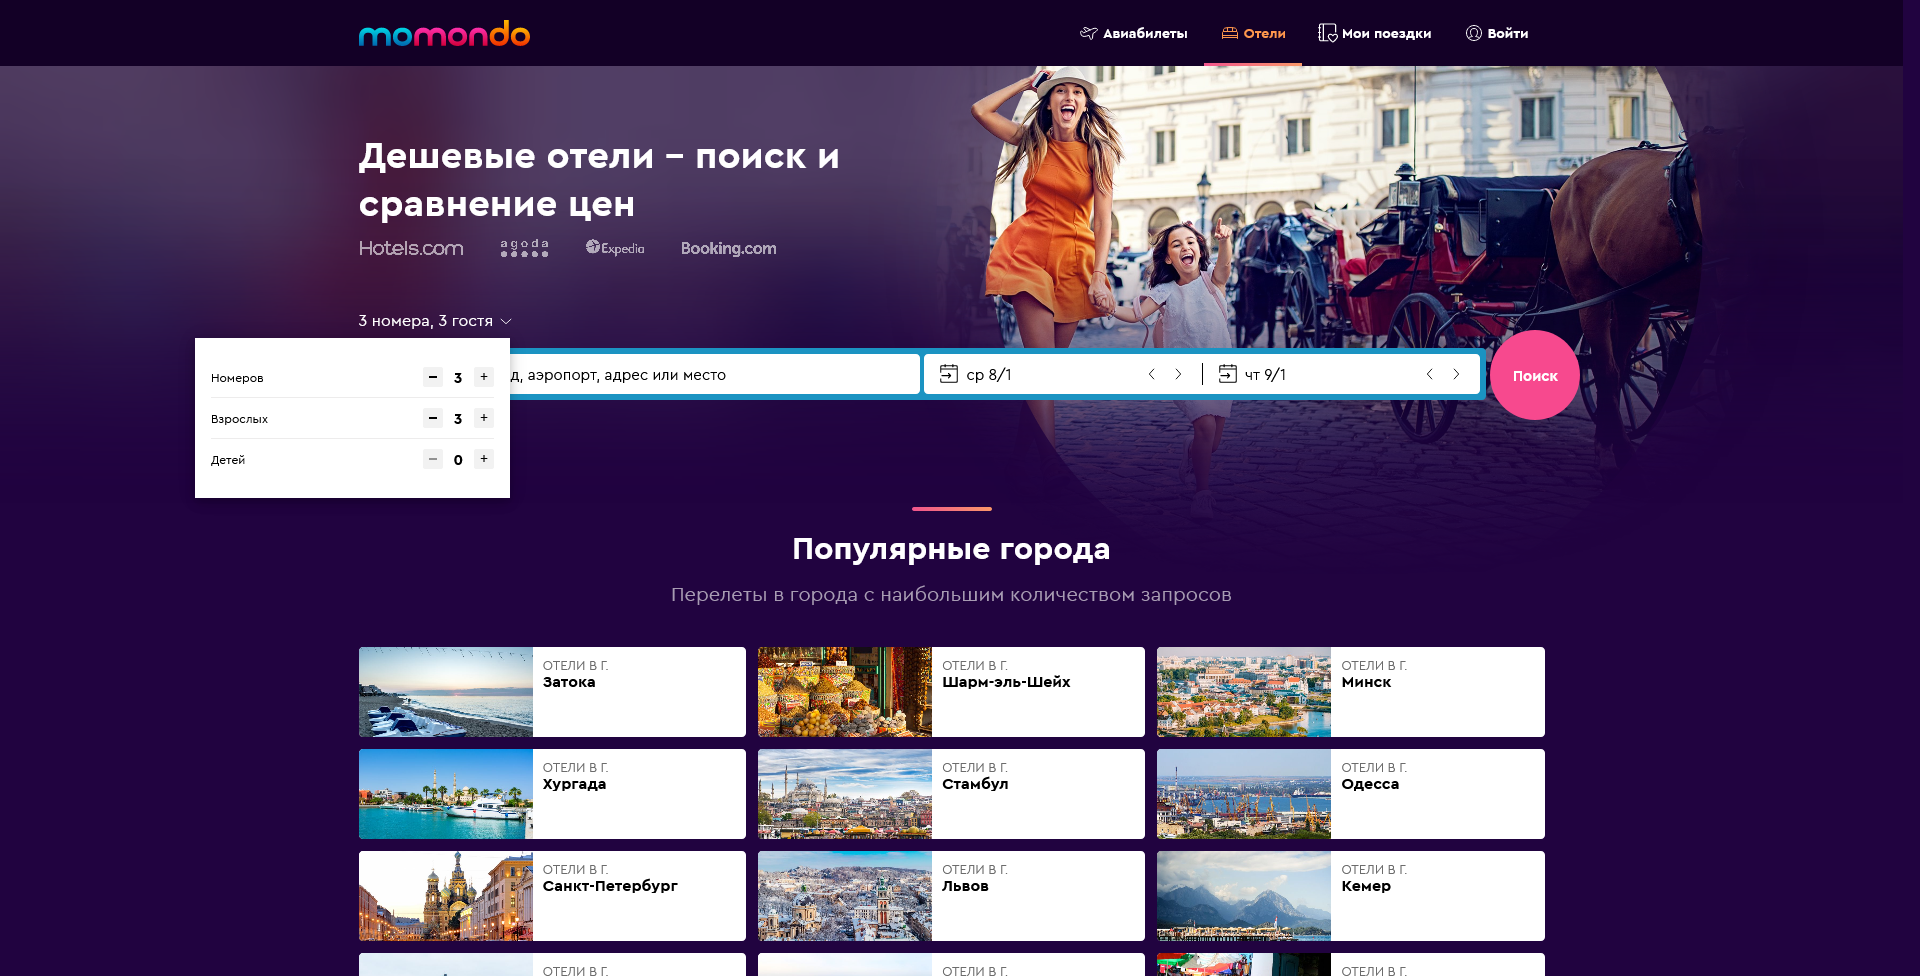 momondo
Авиабилеты
Отели
Мои поездки
Войти
Дешевые отели – поиск и
сравнение цен
Hotels.com
agoda
Expedia
Booking.com
3 номера, 3 гостя
Номеров
– 3 +
Взрослых
– 3 +
Детей
– 0 +
д, аэропорт, адрес или место
ср 8/1
чт 9/1
Поиск
Популярные города
Перелеты в города с наибольшим количеством запросов
ОТЕЛИ В Г.
Затока
ОТЕЛИ В Г.
Шарм-эль-Шейх
ОТЕЛИ В Г.
Минск
ОТЕЛИ В Г.
Хургада
ОТЕЛИ В Г.
Стамбул
ОТЕЛИ В Г.
Одесса
ОТЕЛИ В Г.
Санкт-Петербург
ОТЕЛИ В Г.
Львов
ОТЕЛИ В Г.
Кемер
ОТЕЛИ В Г.
ОТЕЛИ В Г.
ОТЕЛИ В Г.